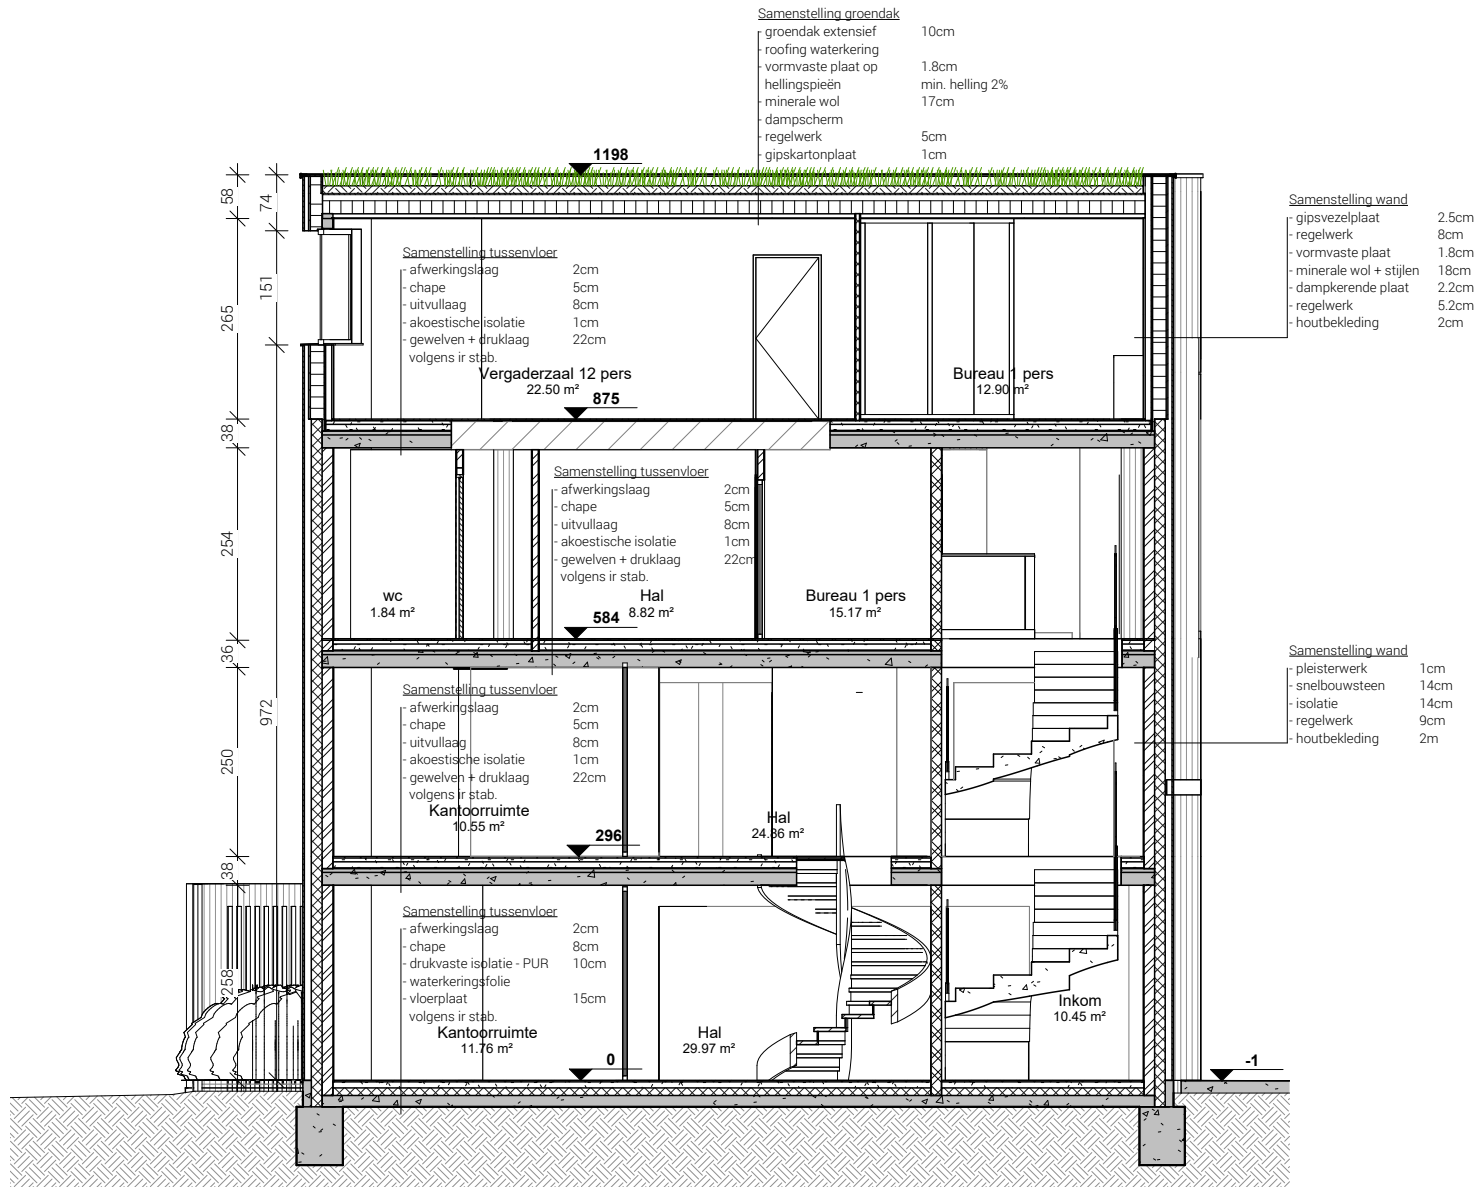 Samenstelling groendak
- groendak extensief 10cm
- roofing waterkering
- vormvaste plaat op 1.8cm
hellingspieën min. helling 2%
- minerale wol 17cm
- dampscherm
- regelwerk 5cm
- gipskartonplaat 1cm
1198
58
74
Samenstelling wand
- gipsvezelplaat 2.5cm
- regelwerk 8cm
- vormvaste plaat 1.8cm
- minerale wol + stijlen 18cm
- dampkerende plaat 2.2cm
- regelwerk 5.2cm
- houtbekleding 2cm
151
265
Samenstelling tussenvloer
- afwerkingslaag 2cm
- chape 5cm
- uitvullaag 8cm
- akoestische isolatie 1cm
- gewelven + druklaag 22cm
volgens ir stab.
Vergaderzaal 12 pers
22.50 m²
Bureau 1 pers
12.90 m²
875
38
Samenstelling tussenvloer
- afwerkingslaag 2cm
- chape 5cm
- uitvullaag 8cm
- akoestische isolatie 1cm
- gewelven + druklaag 22cm
volgens ir stab.
254
wc
1.84 m²
Hal
8.82 m²
Bureau 1 pers
15.17 m²
584
36
Samenstelling wand
- pleisterwerk 1cm
- snelbouwsteen 14cm
- isolatie 14cm
- regelwerk 9cm
- houtbekleding 2m
972
250
Samenstelling tussenvloer
- afwerkingslaag 2cm
- chape 5cm
- uitvullaag 8cm
- akoestische isolatie 1cm
- gewelven + druklaag 22cm
volgens ir stab.
Kantoorruimte
10.55 m²
Hal
24.86 m²
296
38
Samenstelling tussenvloer
- afwerkingslaag 2cm
- chape 8cm
- drukvaste isolatie - PUR 10cm
- waterkeringsfolie
- vloerplaat 15cm
volgens ir stab.
258
Kantoorruimte
11.76 m²
Hal
29.97 m²
Inkom
10.45 m²
0
-1